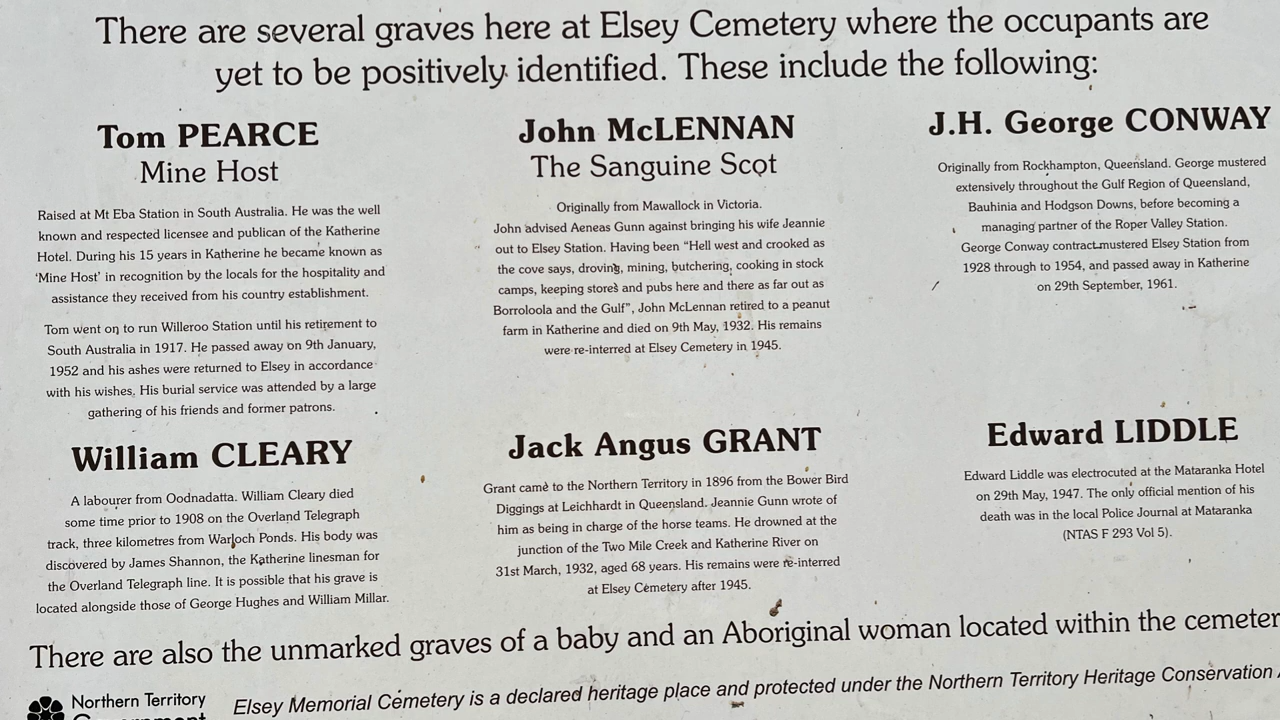 There are several graves here at Elsey Cemetery where the occupants are
yet to be positively identified. These include the following:
Tom PEARCE
Mine Host
Raised at Mt Eba Station in South Australia. He was the well
known and respected licensee and publican of the Katherine
Hotel. During his 15 years in Katherine he became known as
'Mine Host' in recognition by the locals for the hospitality and
assistance they received from his country establishment.
Tom went on to run Willeroo Station until his retirement to
South Australia in 1917. He passed away on 9th January,
1952 and his ashes were returned to Elsey in accordance
with his wishes. His burial service was attended by a large
gathering of his friends and former patrons.
John McLENNAN
The Sanguine Scot
Originally from Mawallock in Victoria.
John advised Aeneas Gunn against bringing his wife Jeannie
out to Elsey Station. Having been "Hell west and crooked as
the cove says, droving, mining, butchering, cooking in stock
camps, keeping stores and pubs here and there as far out as
Borroloola and the Gulf", John McLennan retired to a peanut
farm in Katherine and died on 9th May, 1932. His remains
were re-interred at Elsey Cemetery in 1945.
J.H. George CONWAY
Originally from Rockhampton, Queensland. George mustered
extensively throughout the Gulf Region of Queensland,
Bauhinia and Hodgson Downs, before becoming a
managing partner of the Roper Valley Station.
George Conway contract mustered Elsey Station from
1928 through to 1954, and passed away in Katherine
on 29th September, 1961.
William CLEARY
A labourer from Oodnadatta. William Cleary died
some time prior to 1908 on the Overland Telegraph
track, three kilometres from Warloch Ponds. His body was
discovered by James Shannon, the Katherine linesman for
the Overland Telegraph line. It is possible that his grave is
located alongside those of George Hughes and William Millar.
Jack Angus GRANT
Grant came to the Northern Territory in 1896 from the Bower Bird
Diggings at Leichhardt in Queensland. Jeannie Gunn wrote of
him as being in charge of the horse teams. He drowned at the
junction of the Two Mile Creek and Katherine River on
31st March, 1932, aged 68 years. His remains were re-interred
at Elsey Cemetery after 1945.
Edward LIDDLE
Edward Liddle was electrocuted at the Mataranka Hotel
on 29th May, 1947. The only official mention of his
death was in the local Police Journal at Mataranka
(NTAS F 293 Vol 5).
There are also the unmarked graves of a baby and an Aboriginal woman located within the cemeter
Northern Territory
Government
Elsey Memorial Cemetery is a declared heritage place and protected under the Northern Territory Heritage Conservation